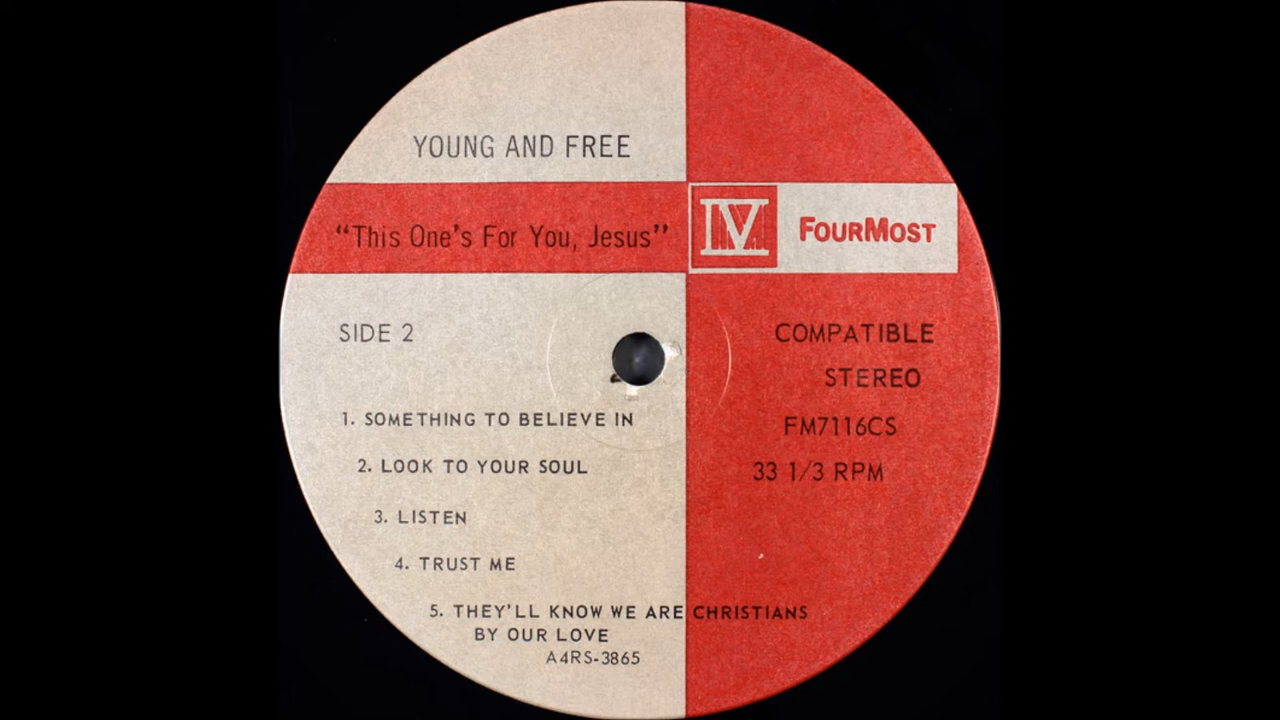 YOUNG AND FREE
"This One's For You, Jesus"
IV FOURMOST
SIDE 2
COMPATIBLE
STEREO
FM7116CS
33 1/3 RPM
1. SOMETHING TO BELIEVE IN
2. LOOK TO YOUR SOUL
3. LISTEN
4. TRUST ME
5. THEY'LL KNOW WE ARE CHRISTIANS
BY OUR LOVE
A4RS-3865